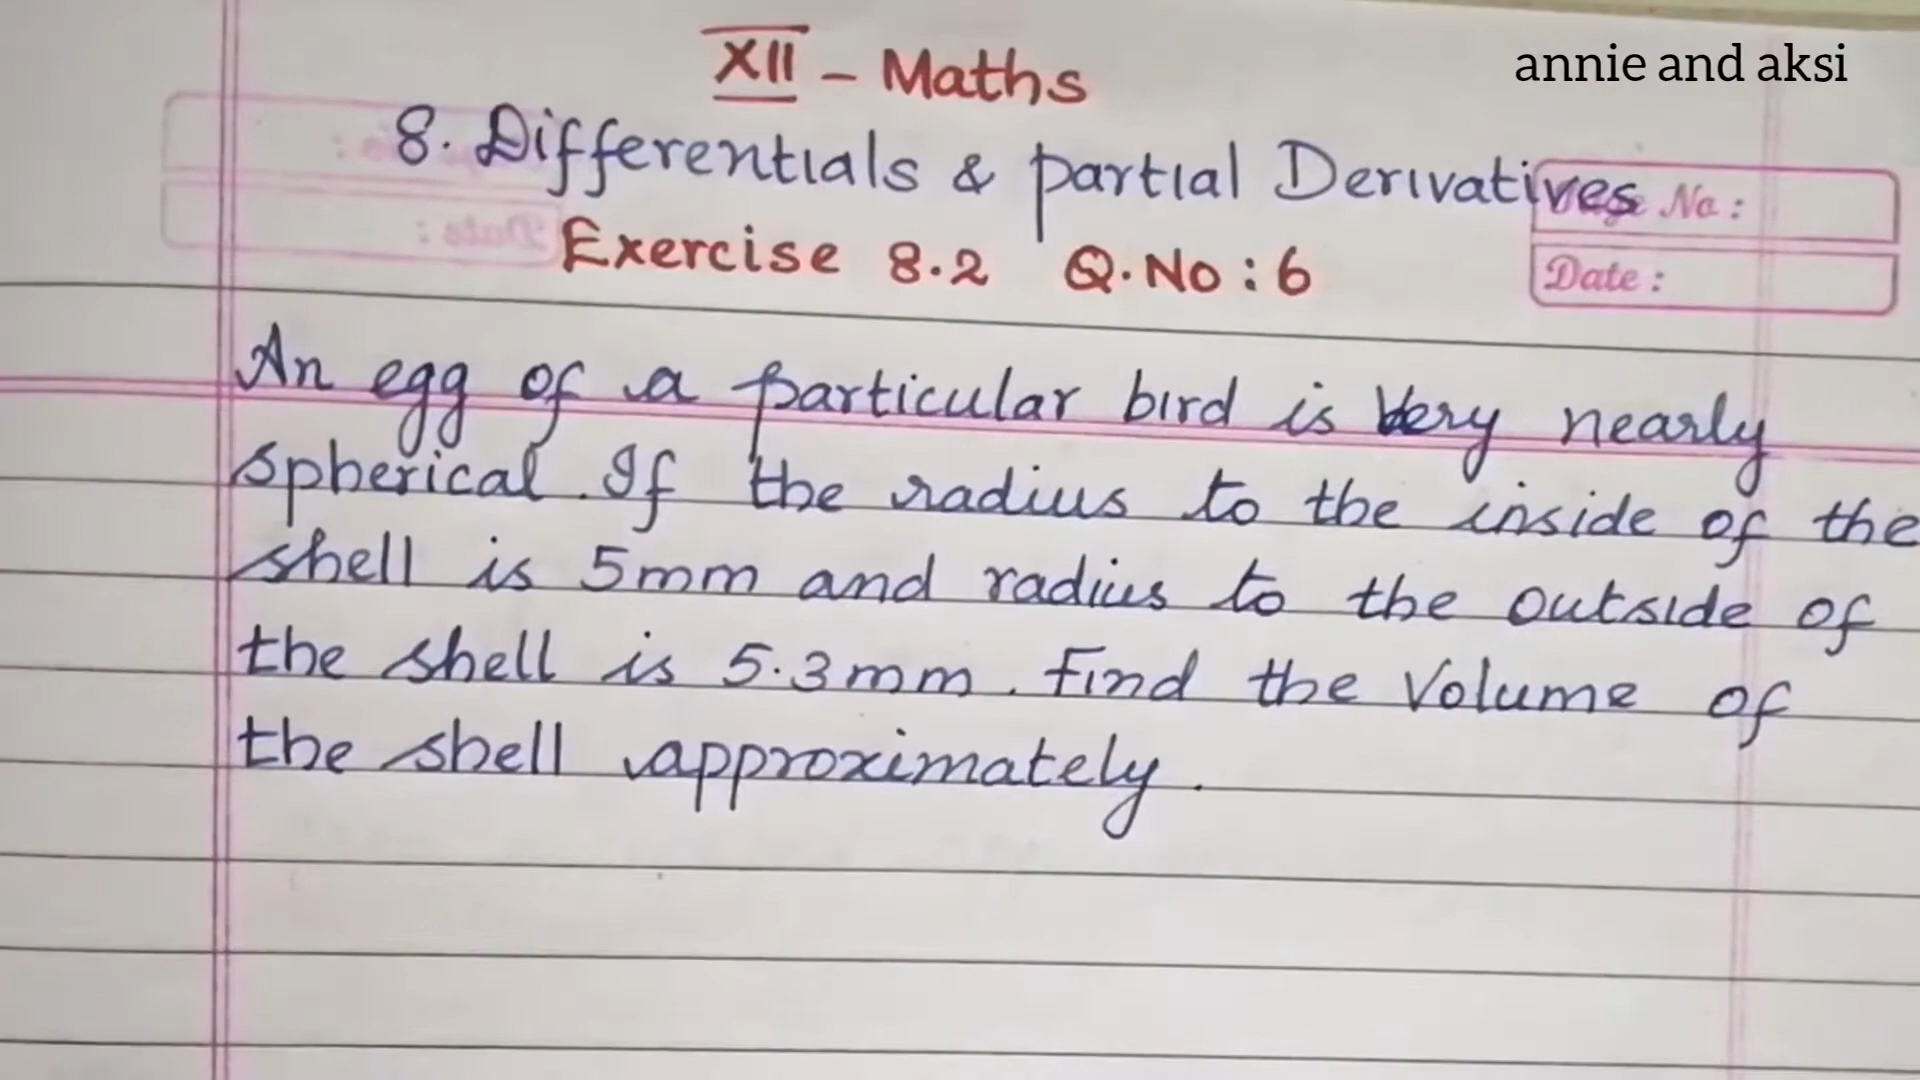 XII - Maths
annie and aksi
8. Differentials & Partial Derivatives
No :
Exercise 8.2 Q.No : 6
Date :
An egg of a particular bird is very nearly
spherical. If the radius to the inside of the
shell is 5mm and radius to the outside of
the shell is 5.3mm. Find the Volume of
the shell approximately.